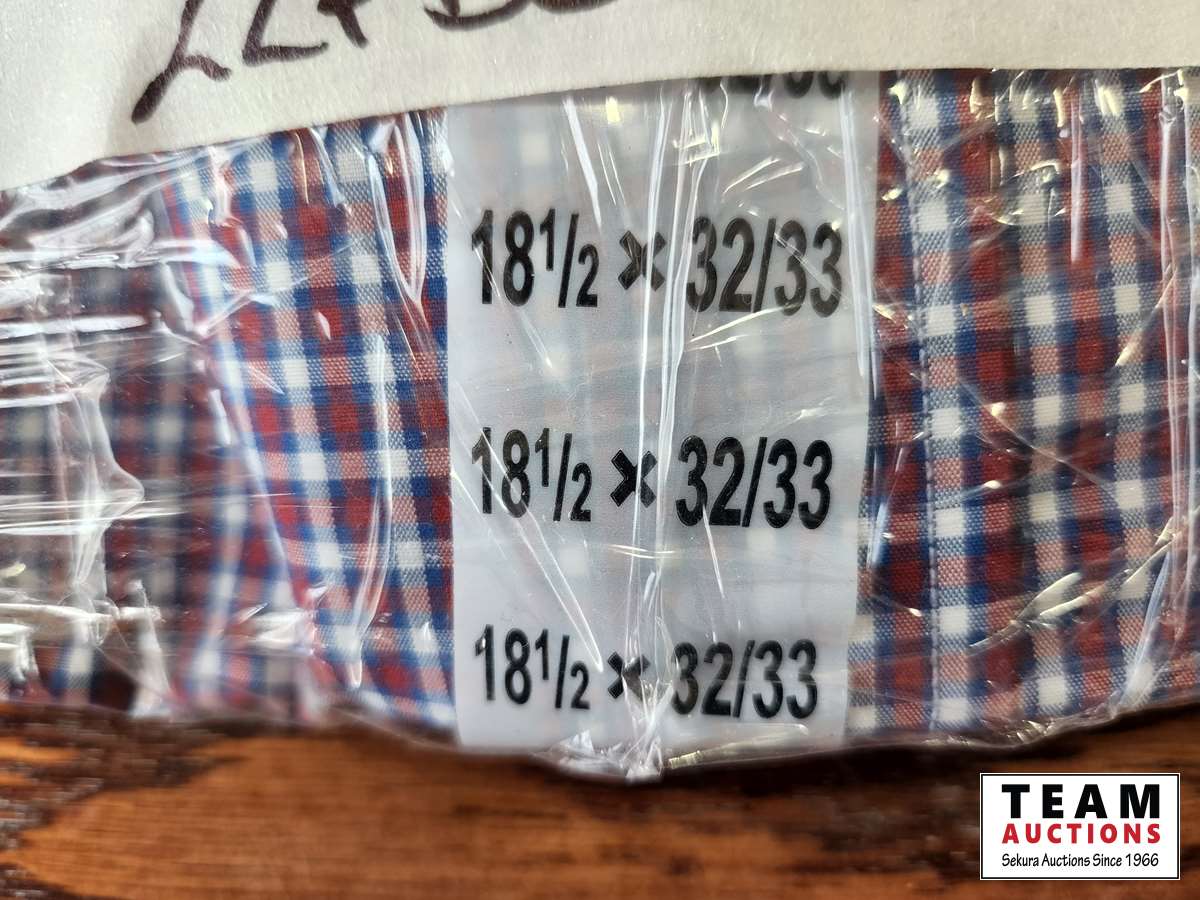 18½ × 32/33
18½ × 32/33
18½ × 32/33
TEAM
AUCTIONS
Sekura Auctions Since 1966